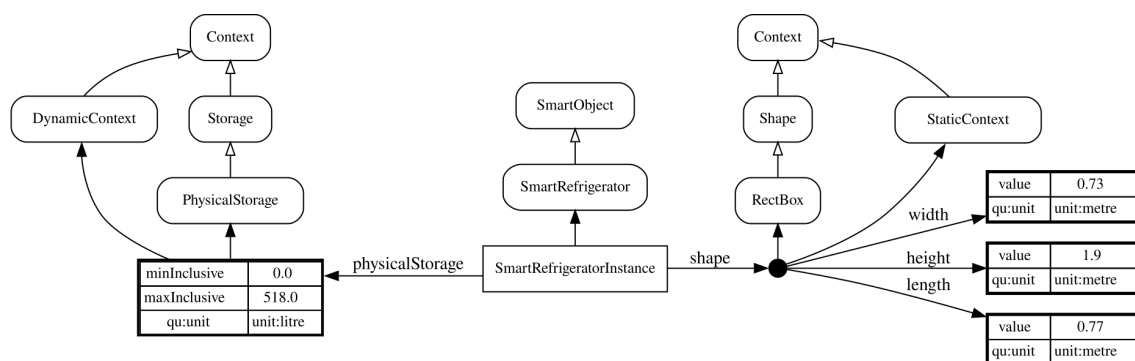 Context
Context
DynamicContext
Storage
SmartObject
Shape
StaticContext
PhysicalStorage
SmartRefrigerator
RectBox
value 0.73
qu:unit unit:metre
width
minInclusive 0.0
maxInclusive 518.0
qu:unit unit:litre
physicalStorage
SmartRefrigeratorInstance
shape
height
value 1.9
qu:unit unit:metre
length
value 0.77
qu:unit unit:metre